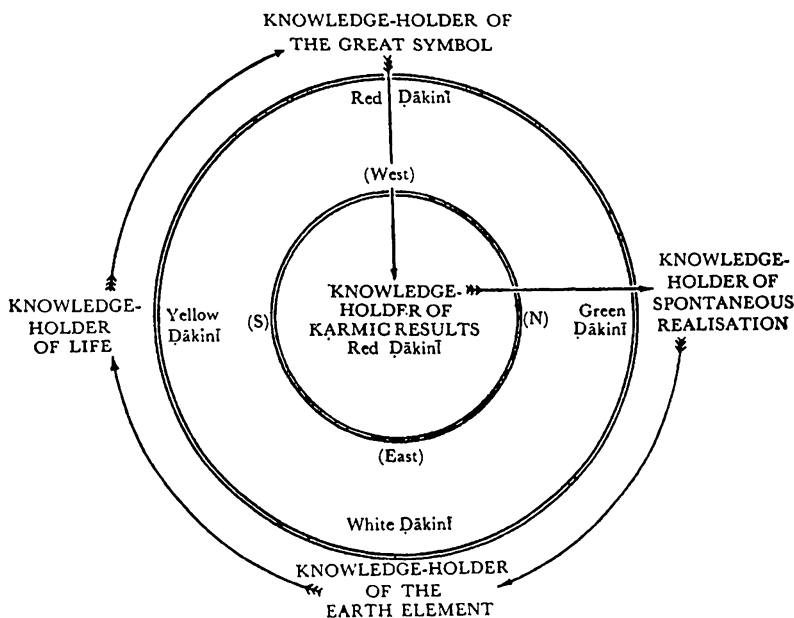 KNOWLEDGE-HOLDER OF
THE GREAT SYMBOL
Red Ḍākinī
(West)
KNOWLEDGE-
HOLDER OF
KARMIC RESULTS
Red Ḍākinī
KNOWLEDGE-
HOLDER OF
SPONTANEOUS
REALISATION
Green
Ḍākinī
(N)
KNOWLEDGE-
HOLDER
OF LIFE
Yellow
Ḍākinī
(S)
(East)
White Ḍākinī
KNOWLEDGE-HOLDER
OF THE
EARTH ELEMENT